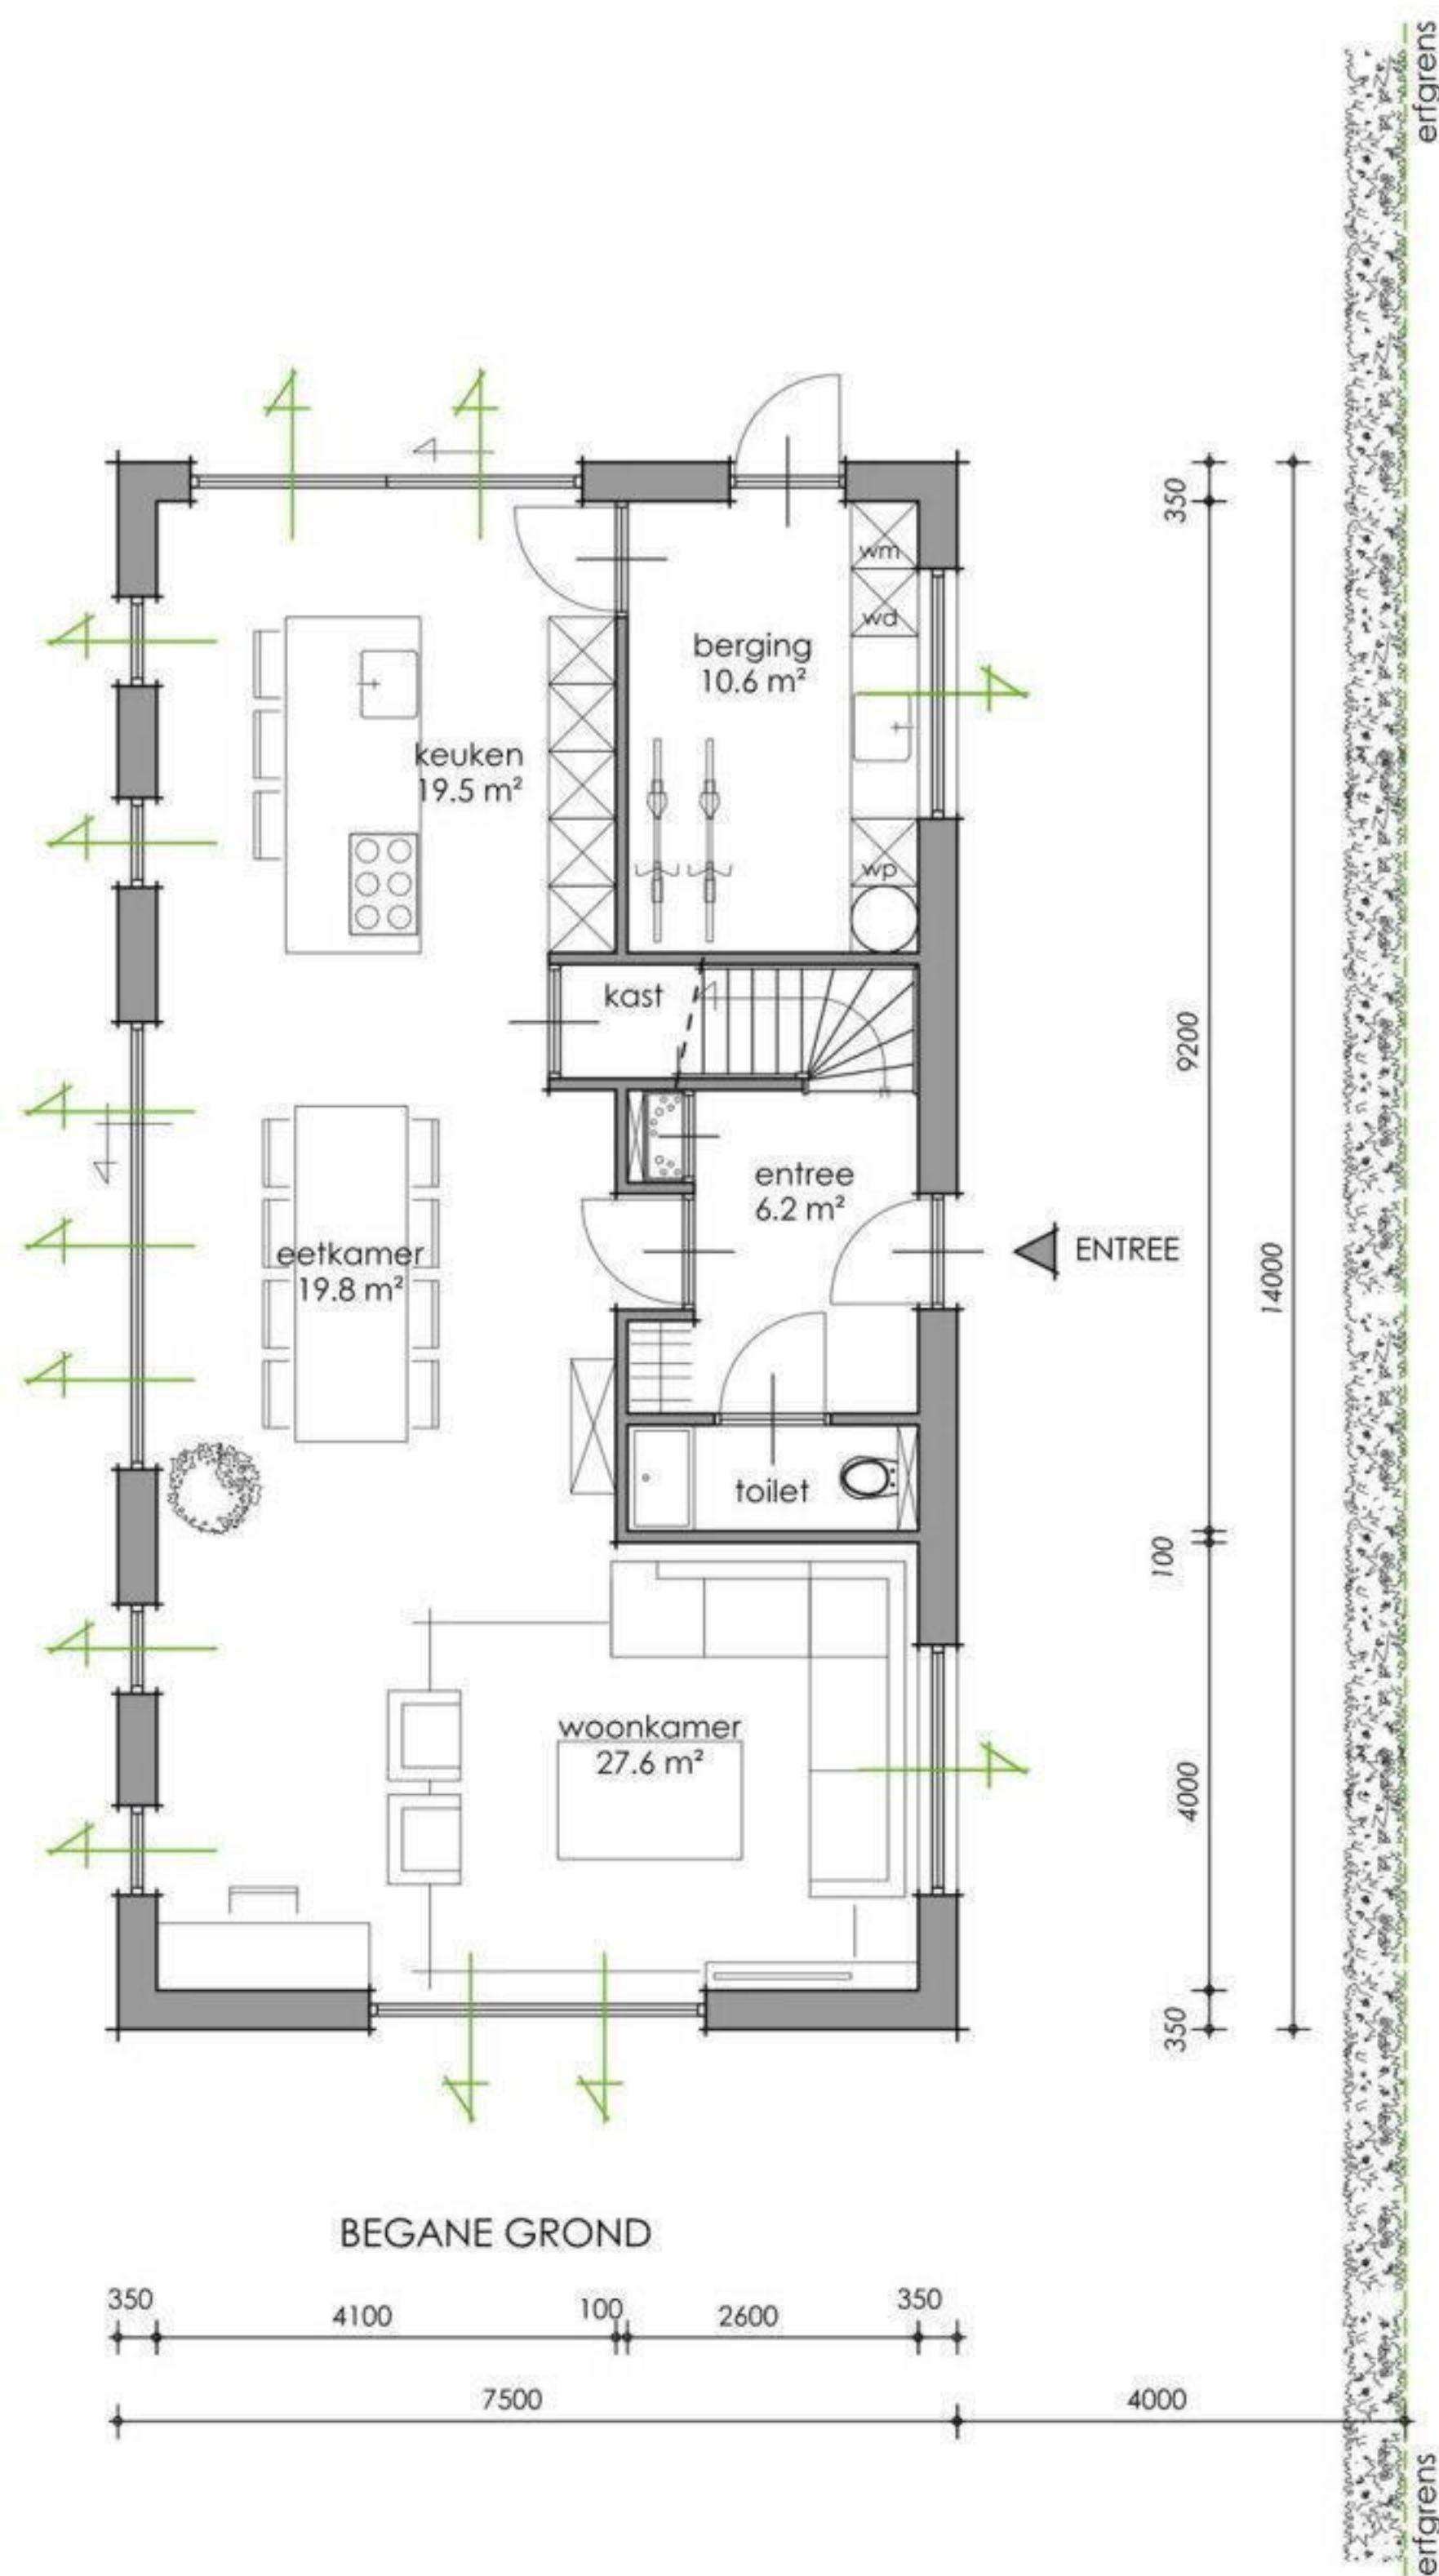 erfgrens
350
wm
wd
berging
10.6 m²
keuken
19.5 m²
wp
kast
9200
entree
6.2 m²
ENTREE
14000
eetkamer
19.8 m²
toilet
100
woonkamer
27.6 m²
4000
350
BEGANE GROND
350
4100
100
2600
350
7500
4000
erfgrens